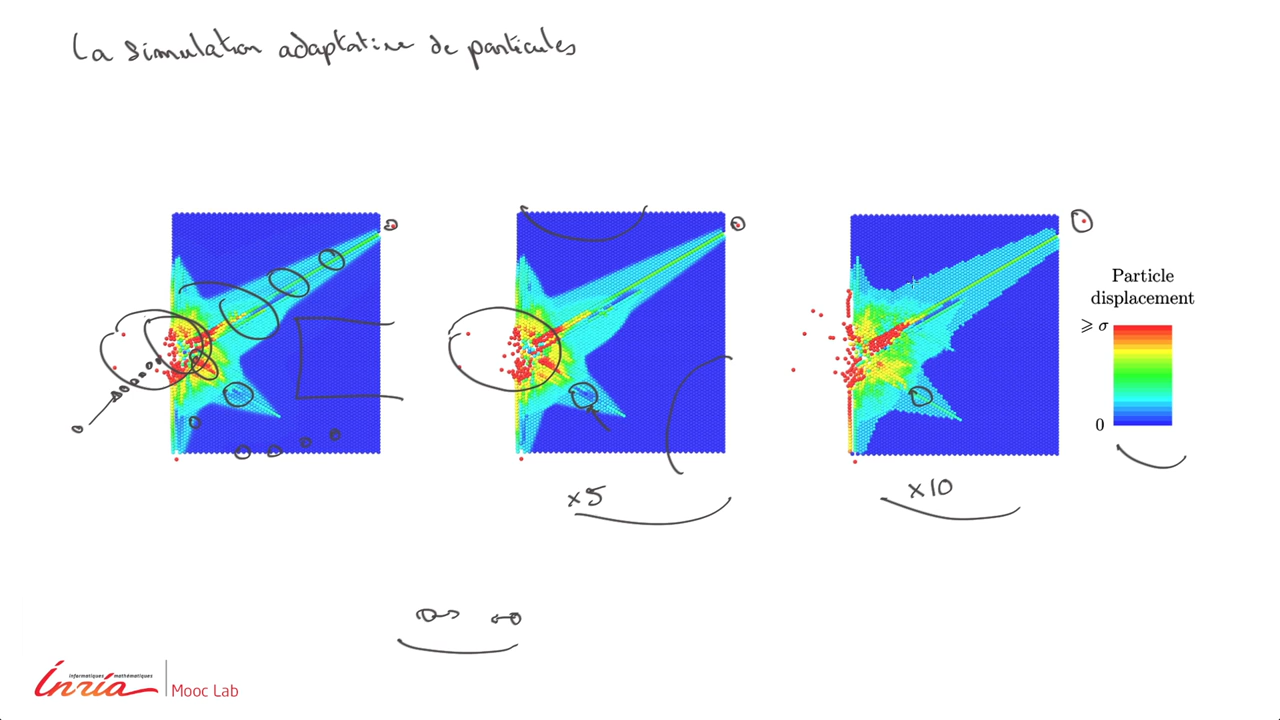 La simulation adaptative de particules
Particle
displacement
⩾ σ
0
×5
×10
informatiques mathématiques
Inria
Mooc Lab